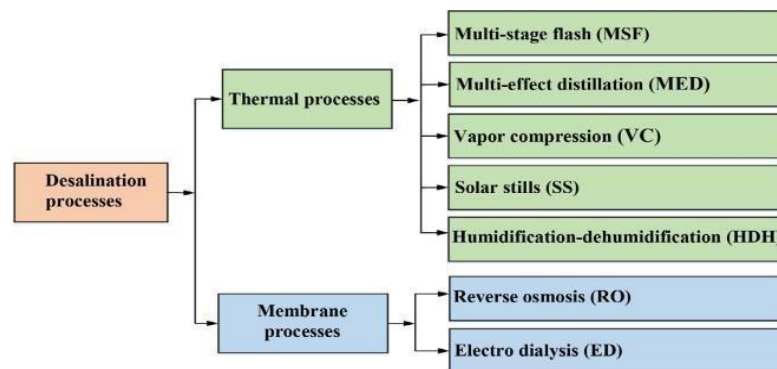 Desalination
processes
Thermal processes
Multi-stage flash (MSF)
Multi-effect distillation (MED)
Vapor compression (VC)
Solar stills (SS)
Humidification-dehumidification (HDH)
Membrane
processes
Reverse osmosis (RO)
Electro dialysis (ED)